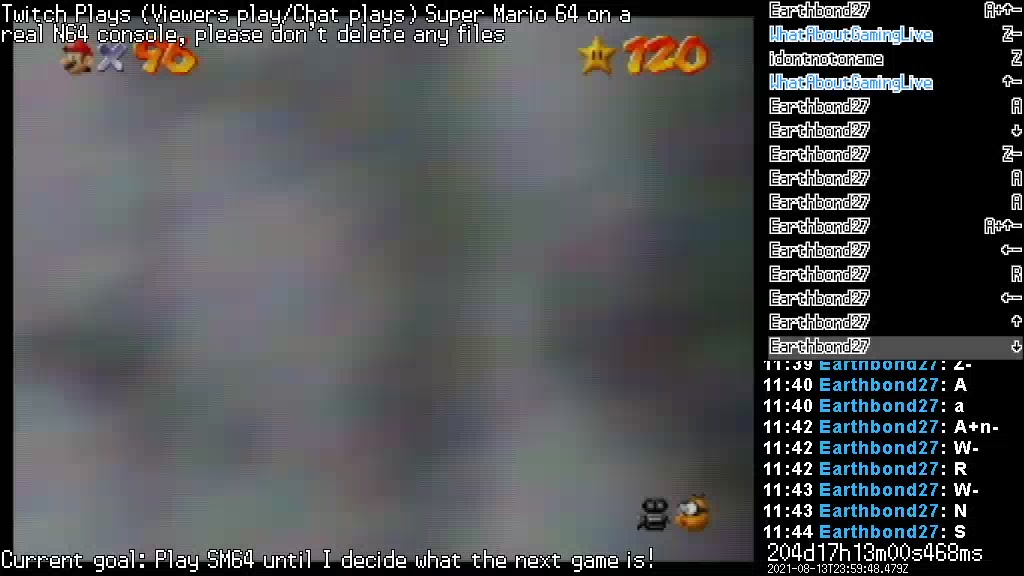 Twitch Plays (Viewers play/Chat plays) Super Mario 64 on a
real N64 console, please don't delete any files
96
120
Current goal: Play SM64 until I decide what the next game is!
Earthbond27 A+↑-
WhatAboutGamingLive Z-
idontnotoname Z
WhatAboutGamingLive ↑-
Earthbond27 A
Earthbond27 ↓
Earthbond27 Z-
Earthbond27 A
Earthbond27 A
Earthbond27 A+↑-
Earthbond27 ←-
Earthbond27 R
Earthbond27 ←-
Earthbond27 ↑
Earthbond27 ↓
11:39 Earthbond27: Z-
11:40 Earthbond27: A
11:40 Earthbond27: a
11:42 Earthbond27: A+n-
11:42 Earthbond27: W-
11:42 Earthbond27: R
11:43 Earthbond27: W-
11:43 Earthbond27: N
11:44 Earthbond27: S
204d17h13m00s468ms
2021-08-13T23:59:48.479Z